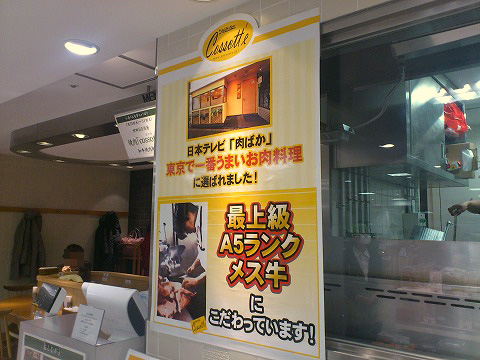 Cossott'e
日本テレビ「肉ばか」
東京で一番うまいお肉料理
に選ばれました!
最上級
A5ランク
メス牛
に
こだわっています!